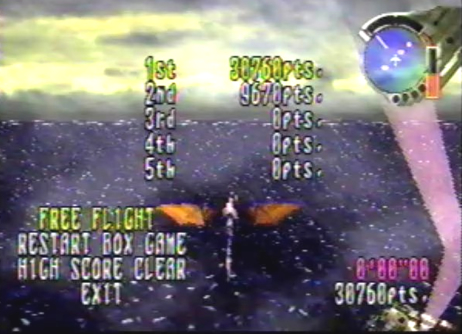 1st 30760pts.
2nd 9670pts.
3rd 0pts.
4th 0pts.
5th 0pts.
FREE FLIGHT
RESTART BOX GAME
HIGH SCORE CLEAR
EXIT
0'00"00
30760pts.